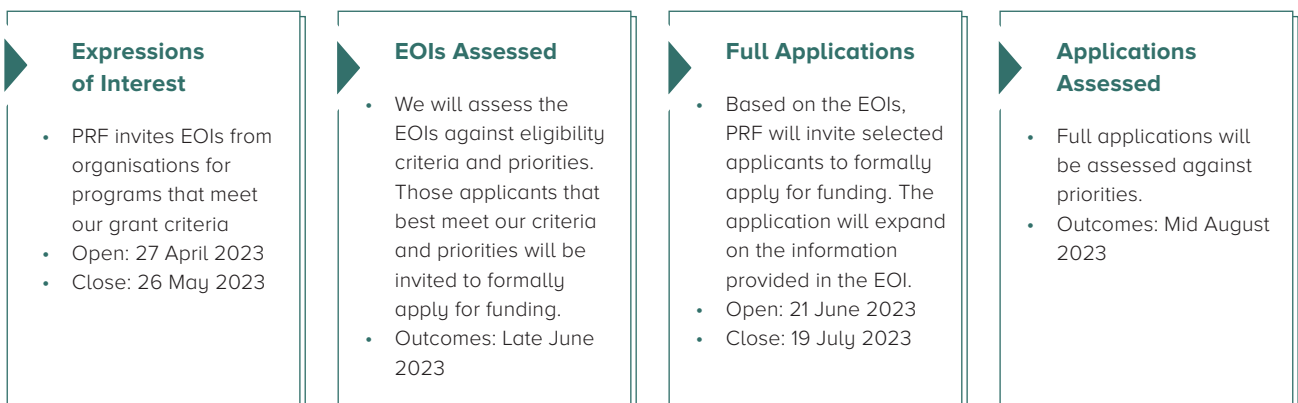 Expressions
of Interest
• PRF invites EOIs from
organisations for
programs that meet
our grant criteria
• Open: 27 April 2023
• Close: 26 May 2023
EOIs Assessed
• We will assess the
EOIs against eligibility
criteria and priorities.
Those applicants that
best meet our criteria
and priorities will be
invited to formally
apply for funding.
• Outcomes: Late June
2023
Full Applications
• Based on the EOIs,
PRF will invite selected
applicants to formally
apply for funding. The
application will expand
on the information
provided in the EOI.
• Open: 21 June 2023
• Close: 19 July 2023
Applications
Assessed
• Full applications will
be assessed against
priorities.
• Outcomes: Mid August
2023